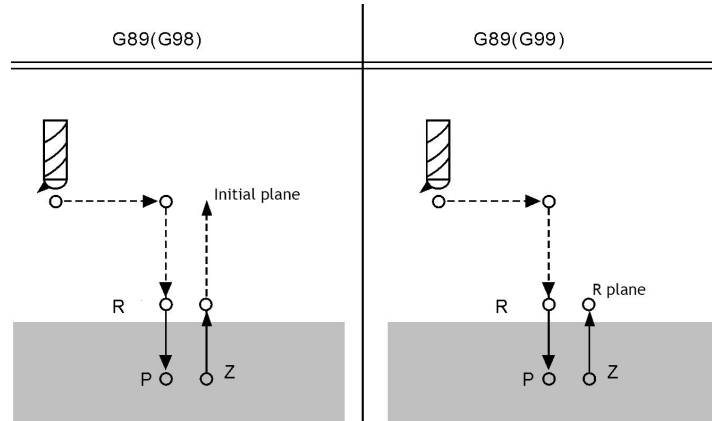 G89(G98)
G89(G99)
Initial plane
R
P
Z
R plane
R
P
Z